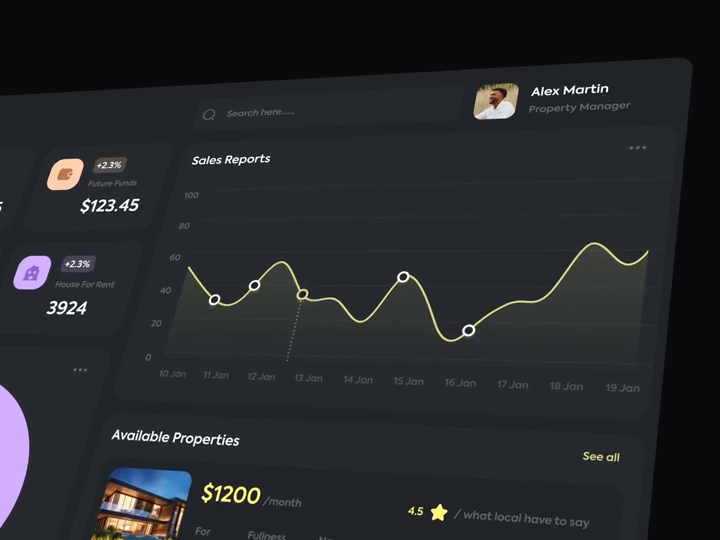 Search here......
Alex Martin
Property Manager
+2.3%
Future Funds
$123.45
+2.3%
House For Rent
3924
Sales Reports
100
80
60
40
20
0
10 Jan 11 Jan 12 Jan 13 Jan 14 Jan 15 Jan 16 Jan 17 Jan 18 Jan 19 Jan
Available Properties
See all
$1200 /month
4.5 / what local have to say
For Fullness